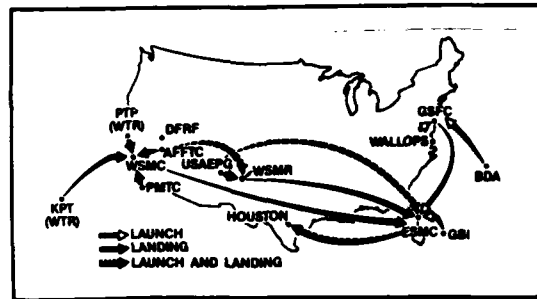 PTP
(WTR)
DFRF
AFFTC
WSMC
USAEPG
WSMR
PMTC
KPT
(WTR)
HOUSTON
GSFC
WALLOPS
BDA
ESMC
GBI
LAUNCH
LANDING
LAUNCH AND LANDING